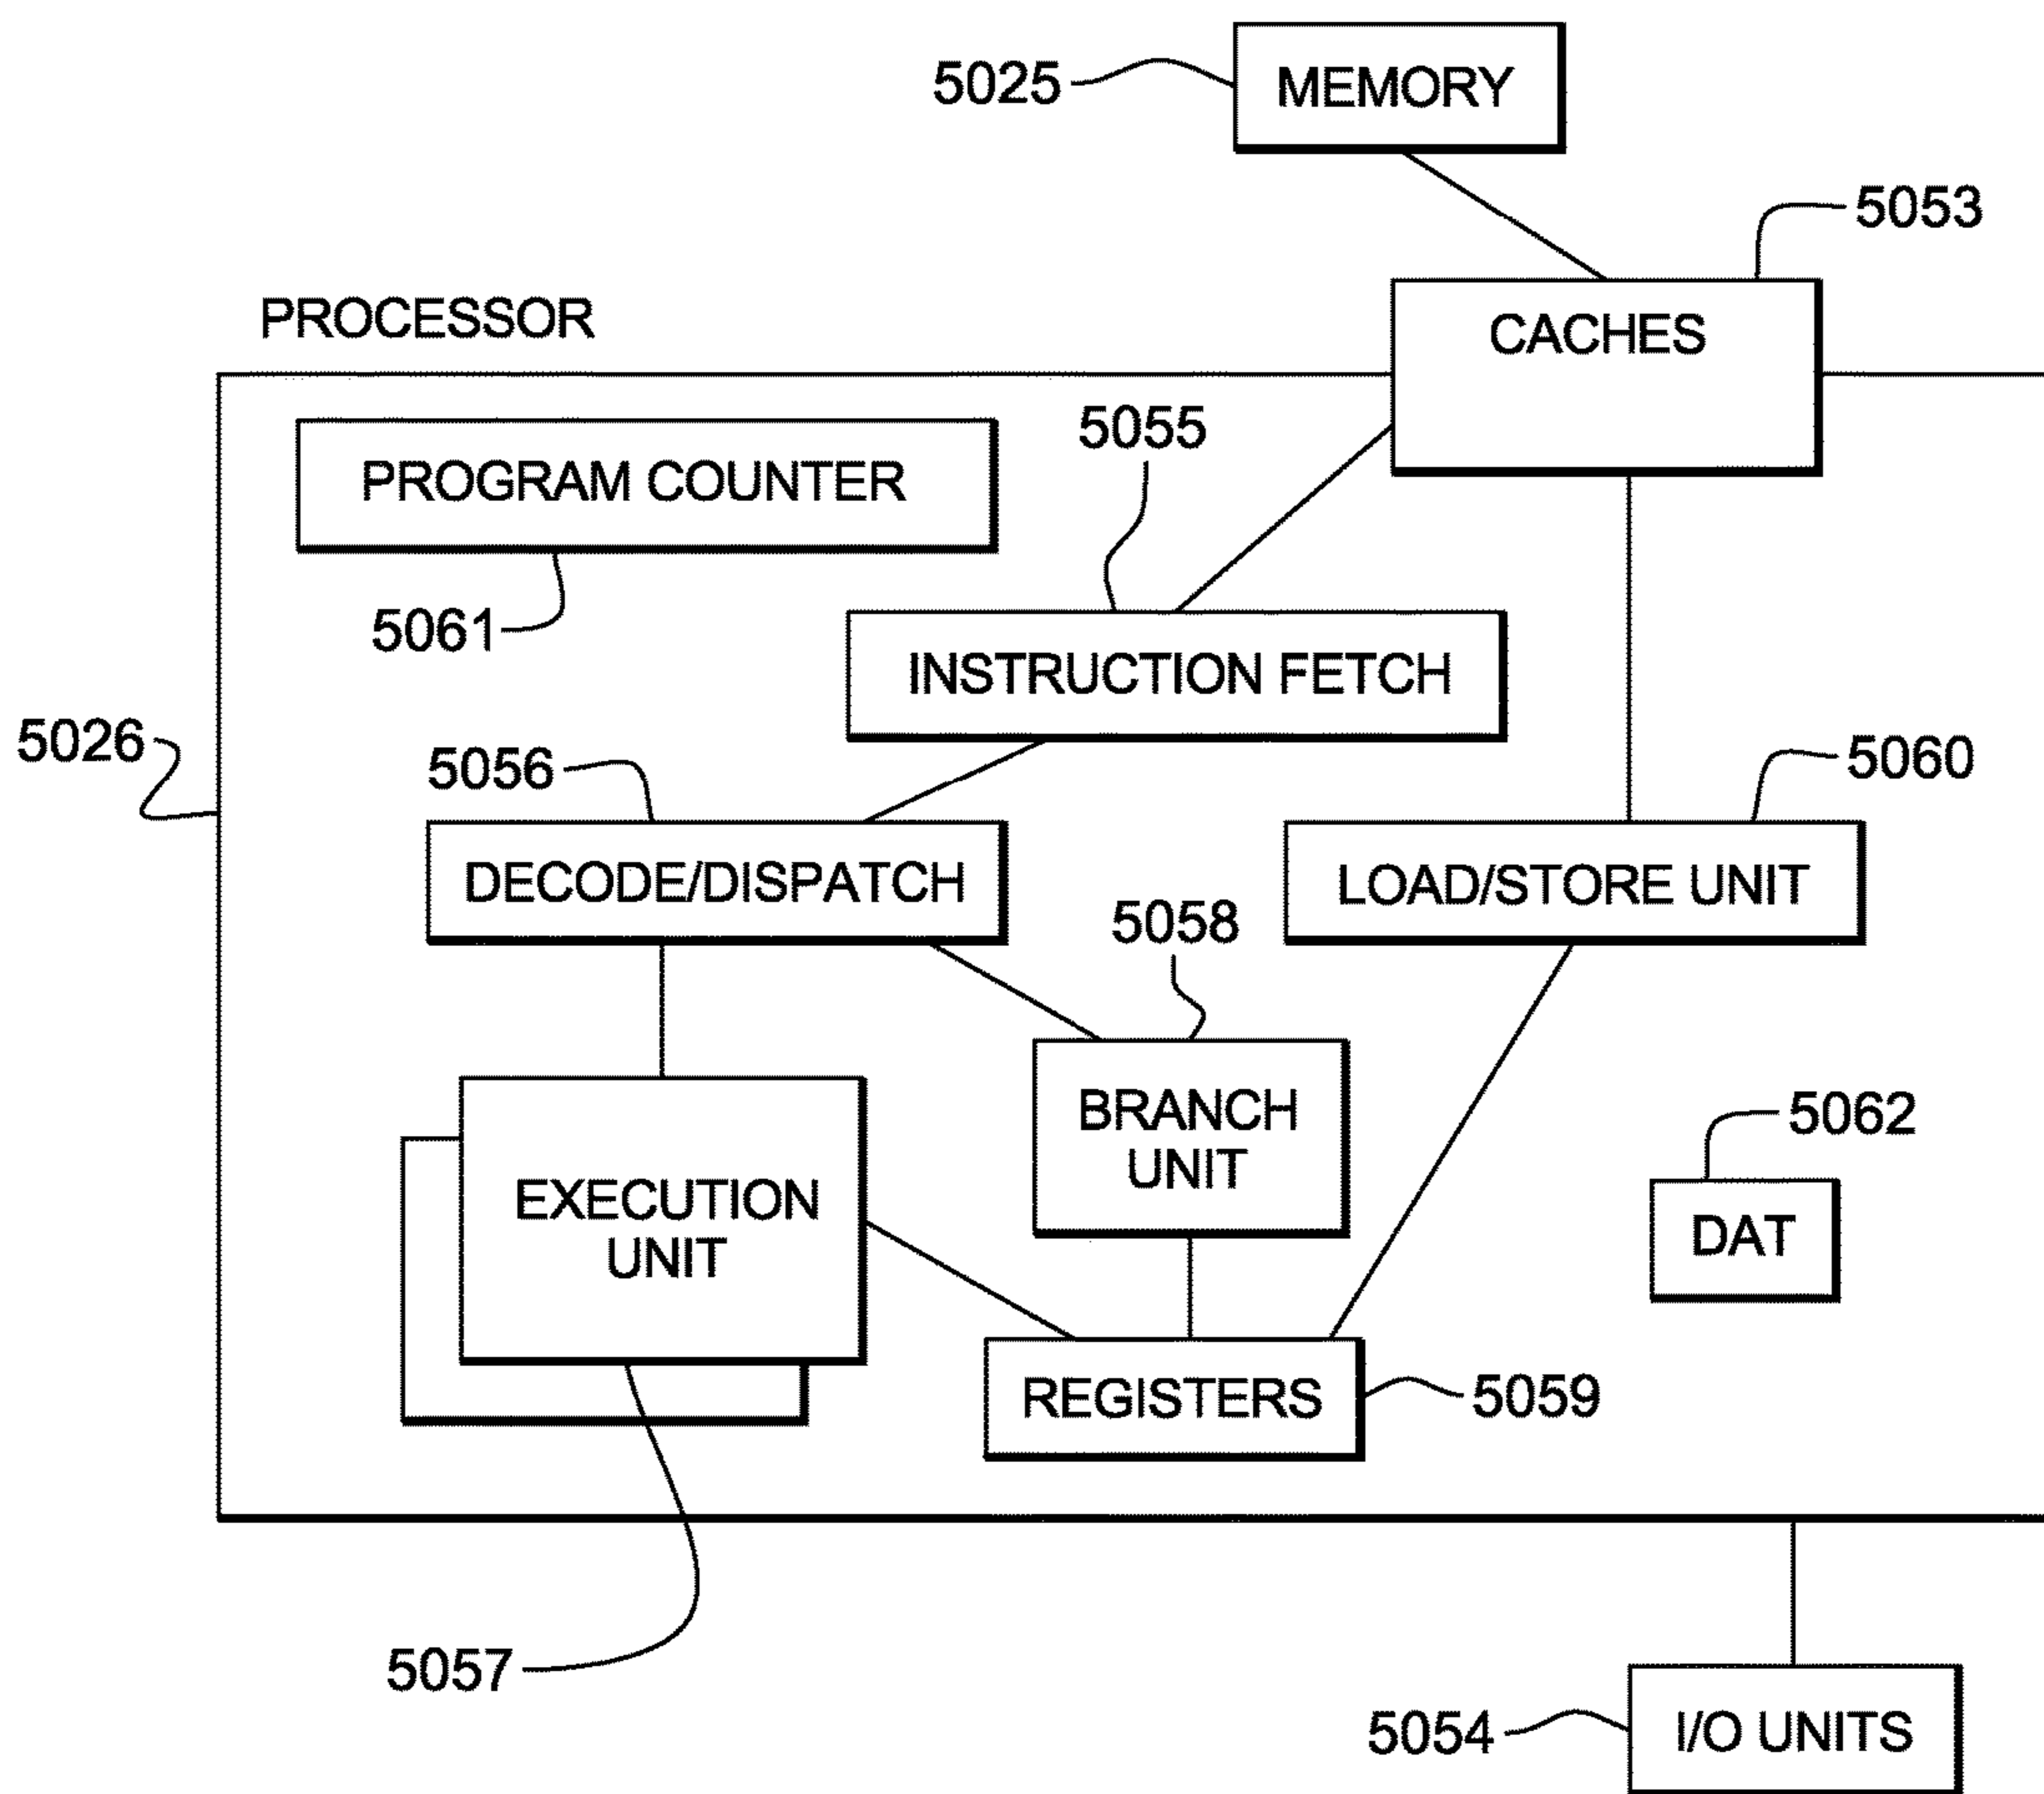 MEMORY
5025
5053
CACHES
PROCESSOR
PROGRAM COUNTER
5055
5061
INSTRUCTION FETCH
5026
5056
5060
DECODE/DISPATCH
LOAD/STORE UNIT
5058
BRANCH
UNIT
5062
EXECUTION
UNIT
DAT
REGISTERS
5059
5057
5054
I/O UNITS